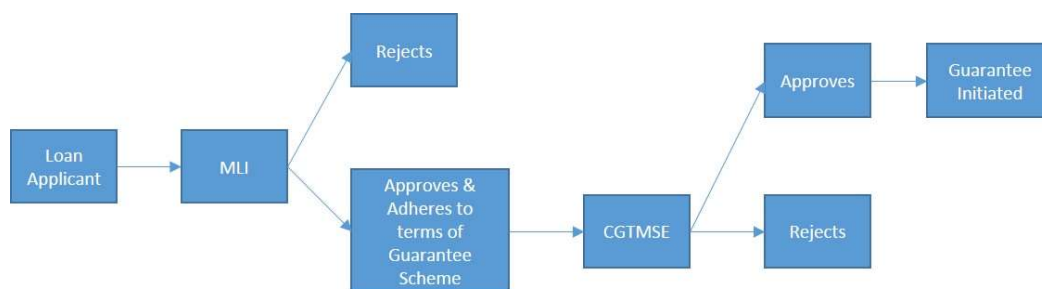 Loan
Applicant
MLI
Rejects
Approves &
Adheres to
terms of
Guarantee
Scheme
CGTMSE
Approves
Guarantee
Initiated
Rejects